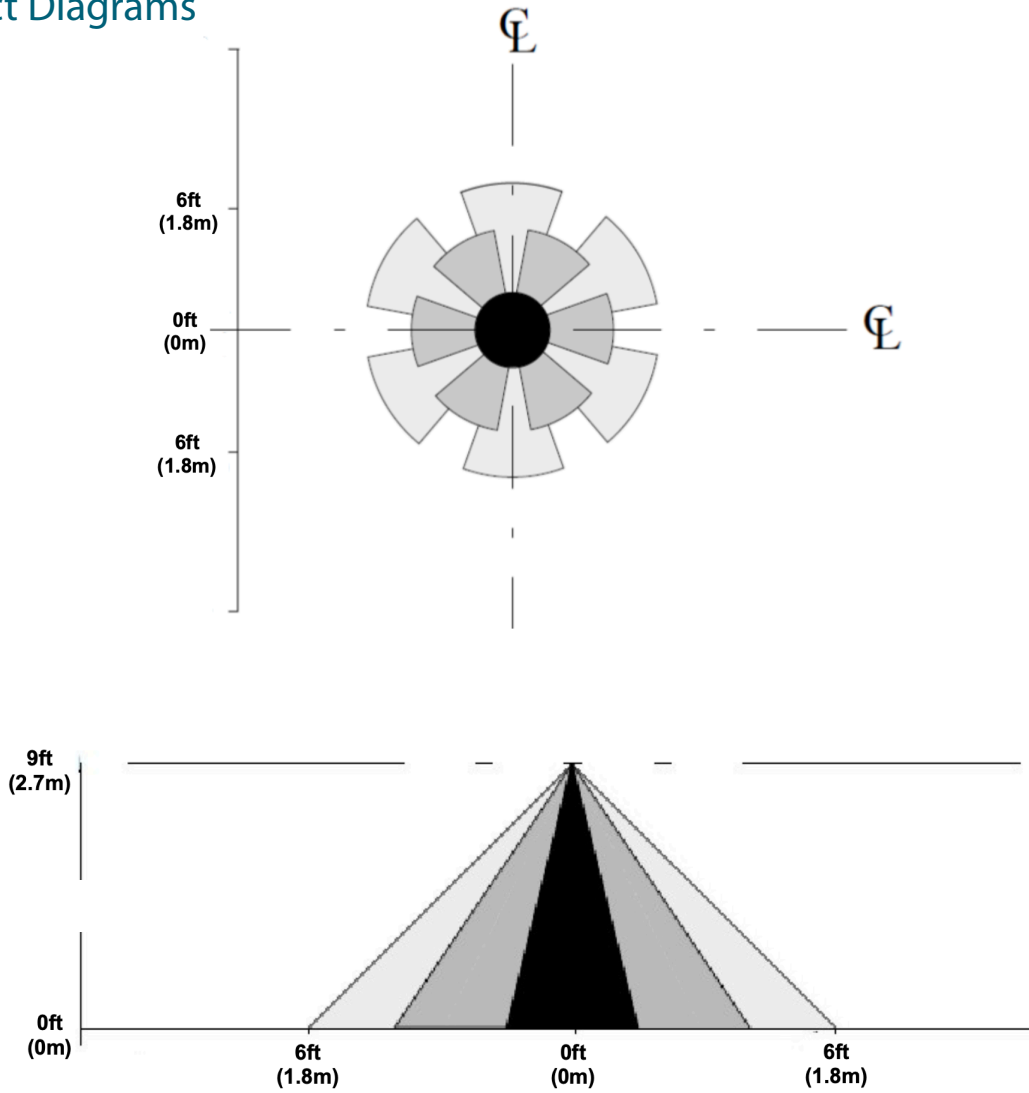 Diagrams
℄
6ft
(1.8m)
0ft
(0m)
℄
6ft
(1.8m)
9ft
(2.7m)
0ft
(0m)
6ft
(1.8m)
0ft
(0m)
6ft
(1.8m)